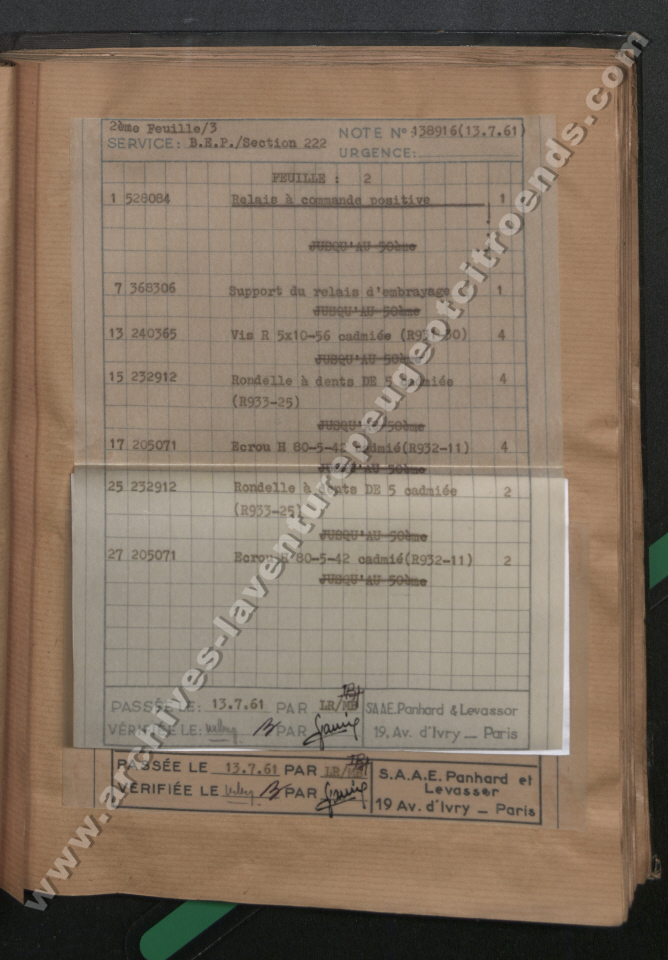 2ème Feuille/3
SERVICE: B.E.P./Section 222
NOTE N° 438916(13.7.61)
URGENCE:
FEUILLE : 2
1 528084 Relais à commande positive 1
JUSQU'AU 50ème
7 368306 Support du relais d'embrayage 1
JUSQU'AU 50ème
13 240365 Vis R 5x10-56 cadmiée 4
JUSQU'AU 50ème
15 232912 Rondelle à dents DE 5 cadmiée 4
(R933-25)
JUSQU'AU 50ème
17 205071 Ecrou H 80-5-42 cadmié(R932-11) 4
JUSQU'AU 50ème
25 232912 Rondelle à dents DE 5 cadmiée 2
(R933-25)
JUSQU'AU 50ème
27 205071 Ecrou H 80-5-42 cadmié(R932-11) 2
JUSQU'AU 50ème
PASSÉE LE: 13.7.61 PAR LR/MB
S.A.A.E. Panhard & Levassor
VÉRIFIÉE LE: PAR
19, Av. d'Ivry _ Paris
PASSÉE LE 13.7.61 PAR LR/MB
S.A.A.E. Panhard et
Levassor
VÉRIFIÉE LE PAR
19 Av. d'Ivry _ Paris
www.archives-laventurepeugeotcitroends.com